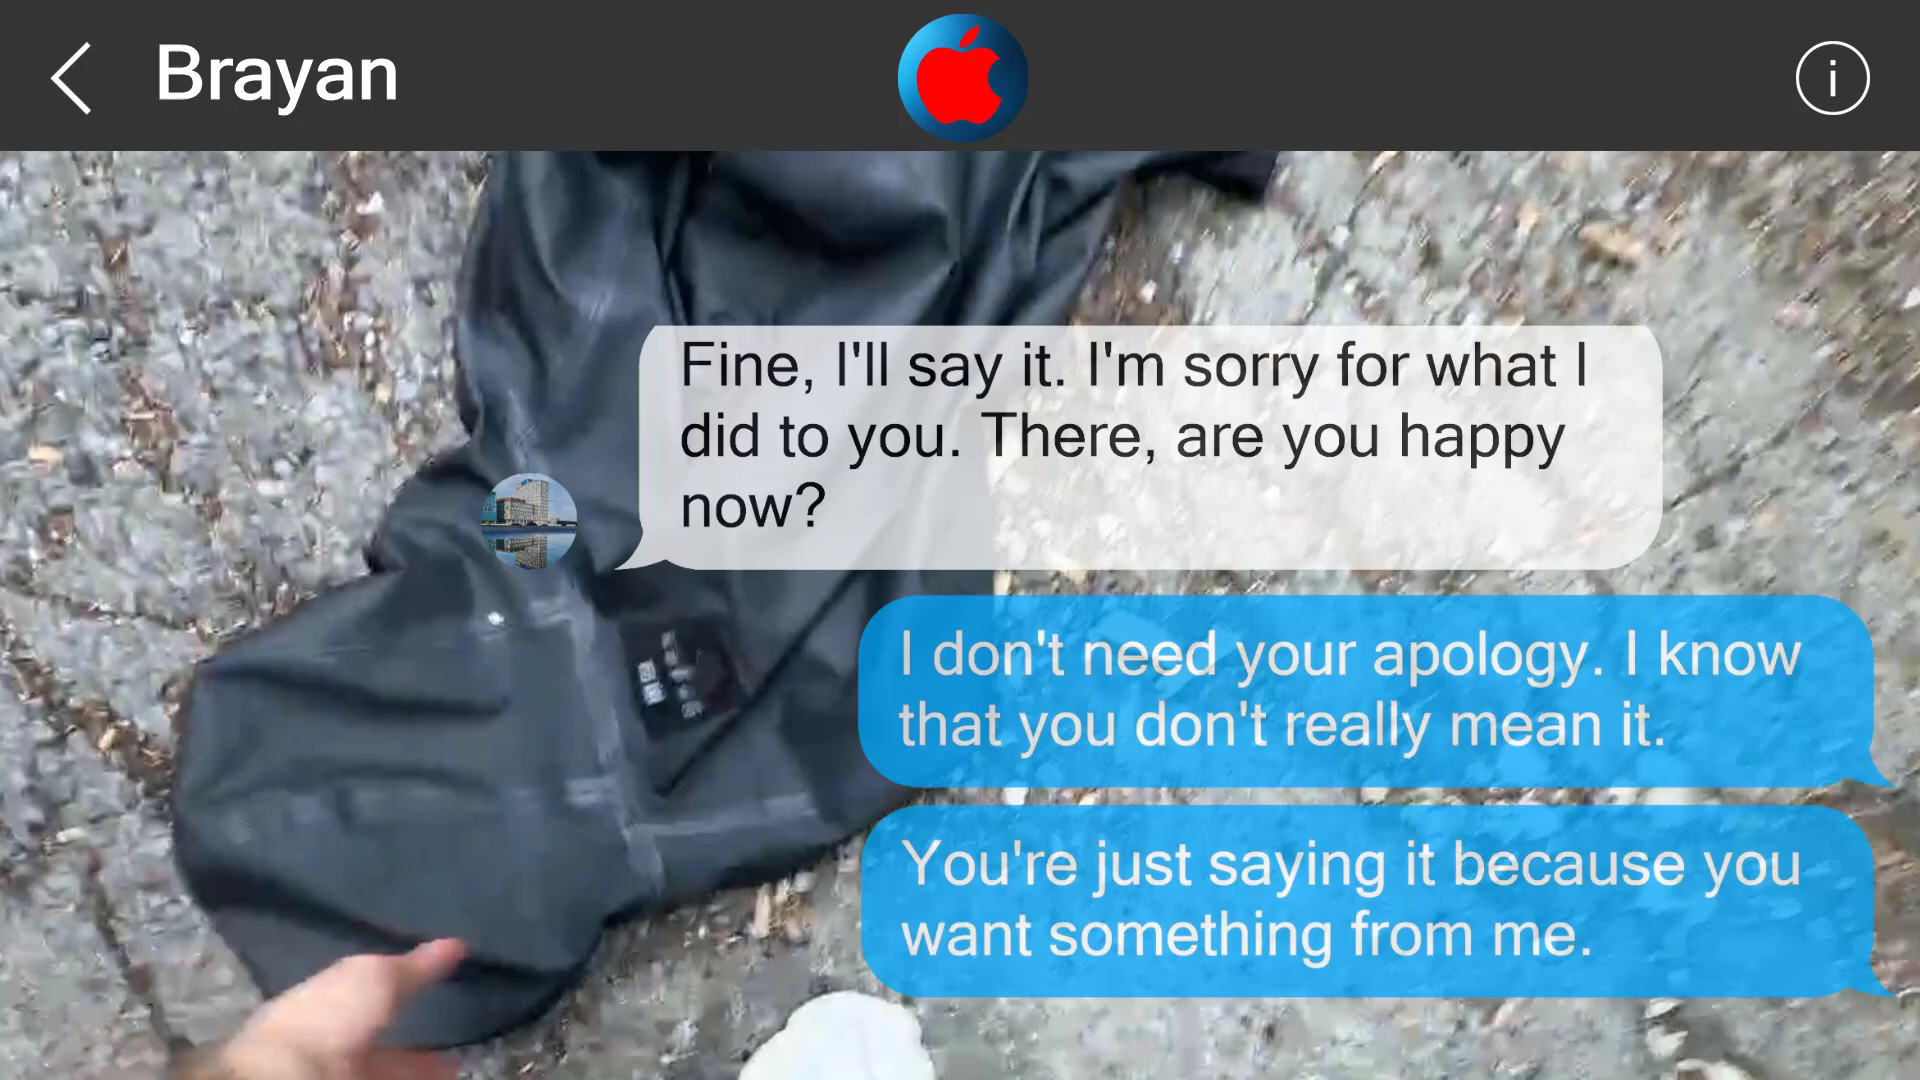 Brayan
Fine, I'll say it. I'm sorry for what I
did to you. There, are you happy
now?
I don't need your apology. I know
that you don't really mean it.
You're just saying it because you
want something from me.